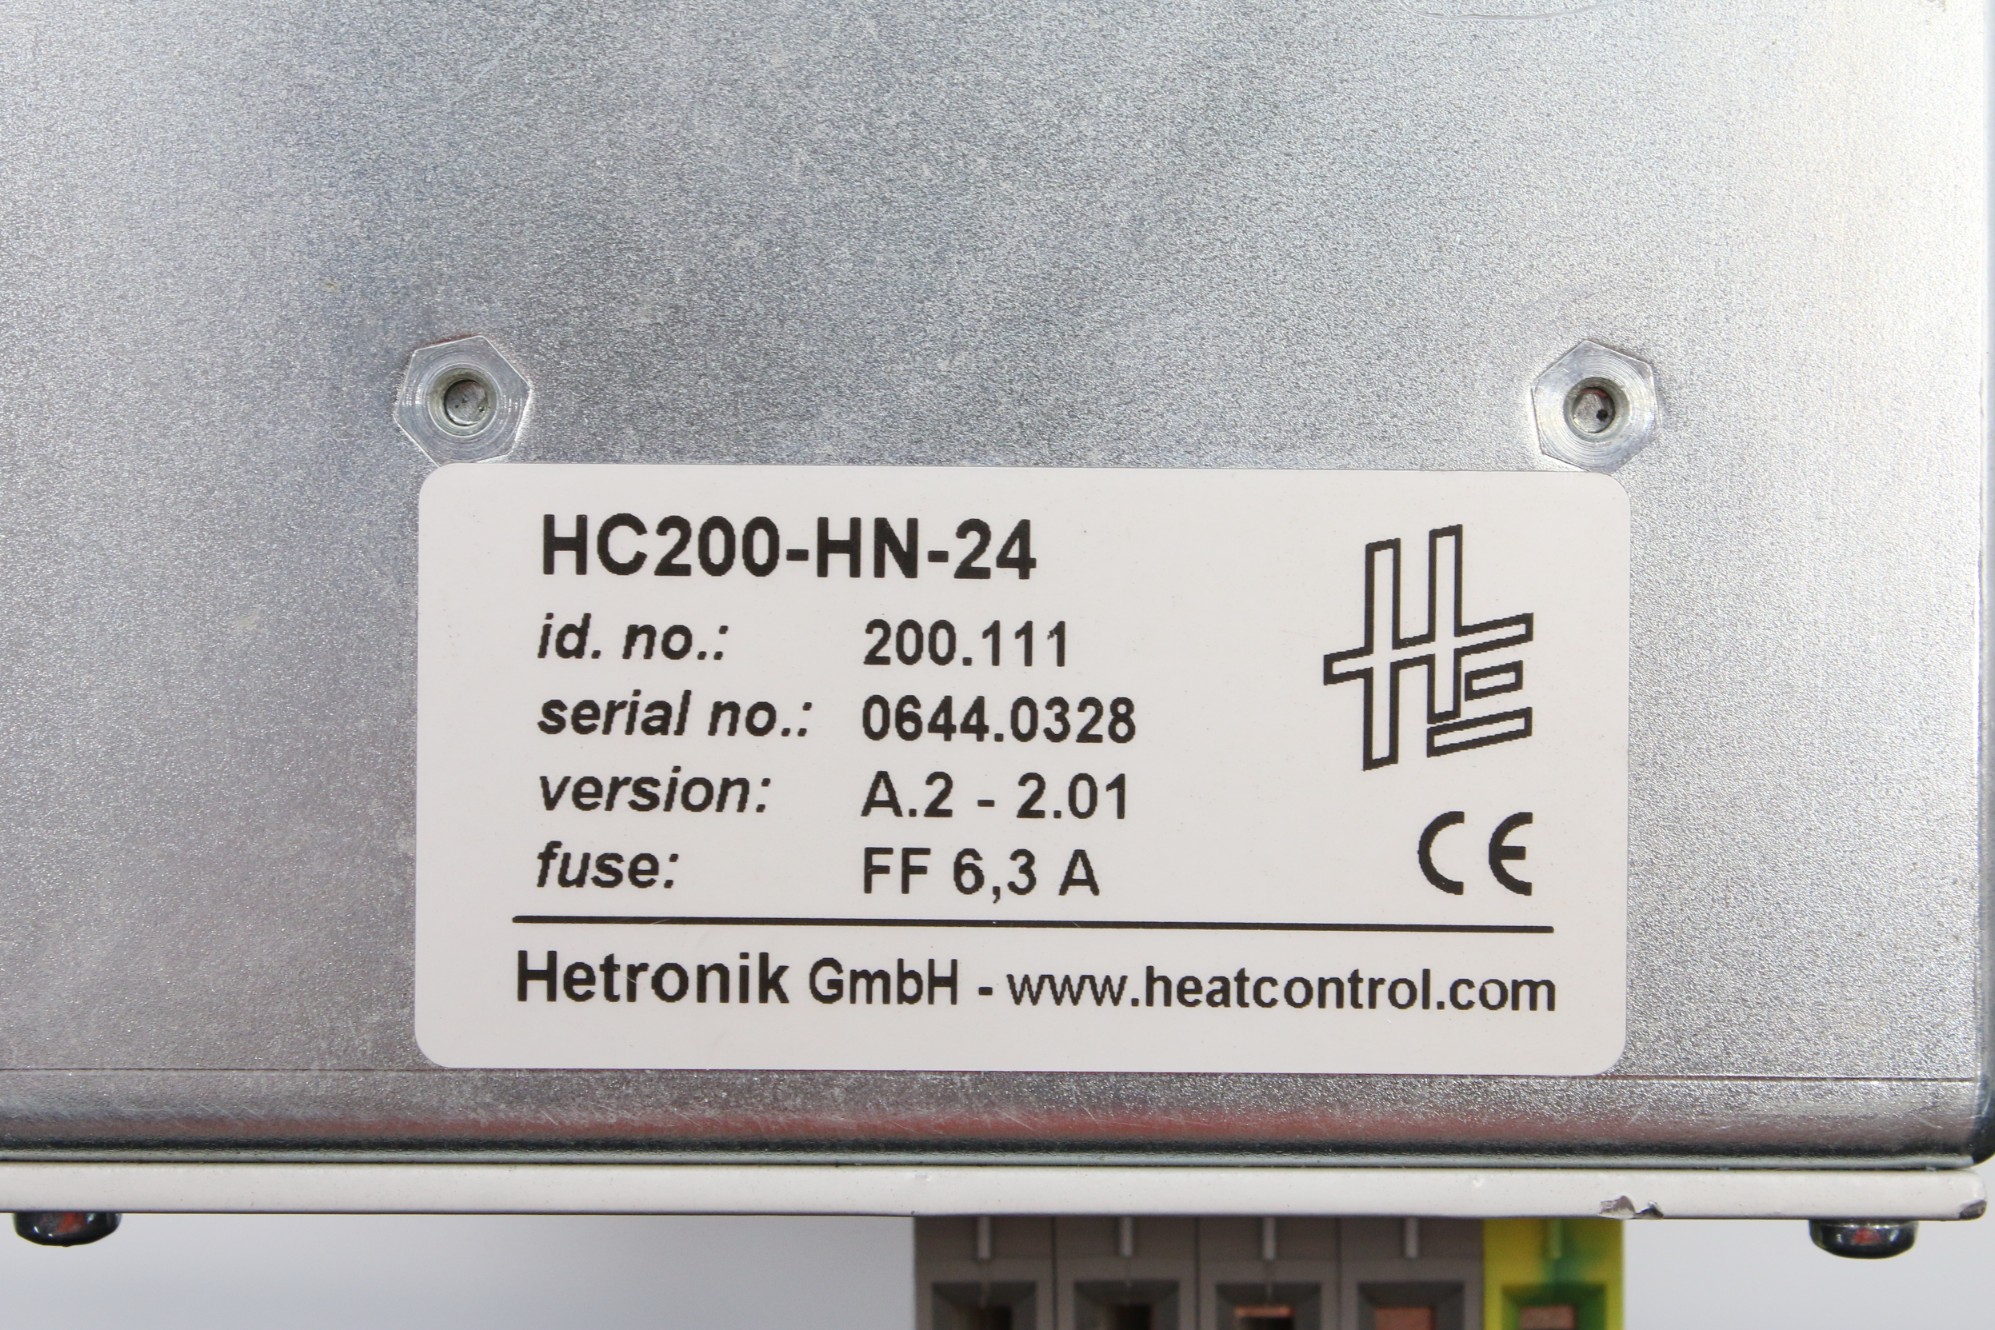 HC200-HN-24
id. no.: 200.111
serial no.: 0644.0328
version: A.2 - 2.01
fuse: FF 6,3 A
HE
CE
Hetronik GmbH - www.heatcontrol.com